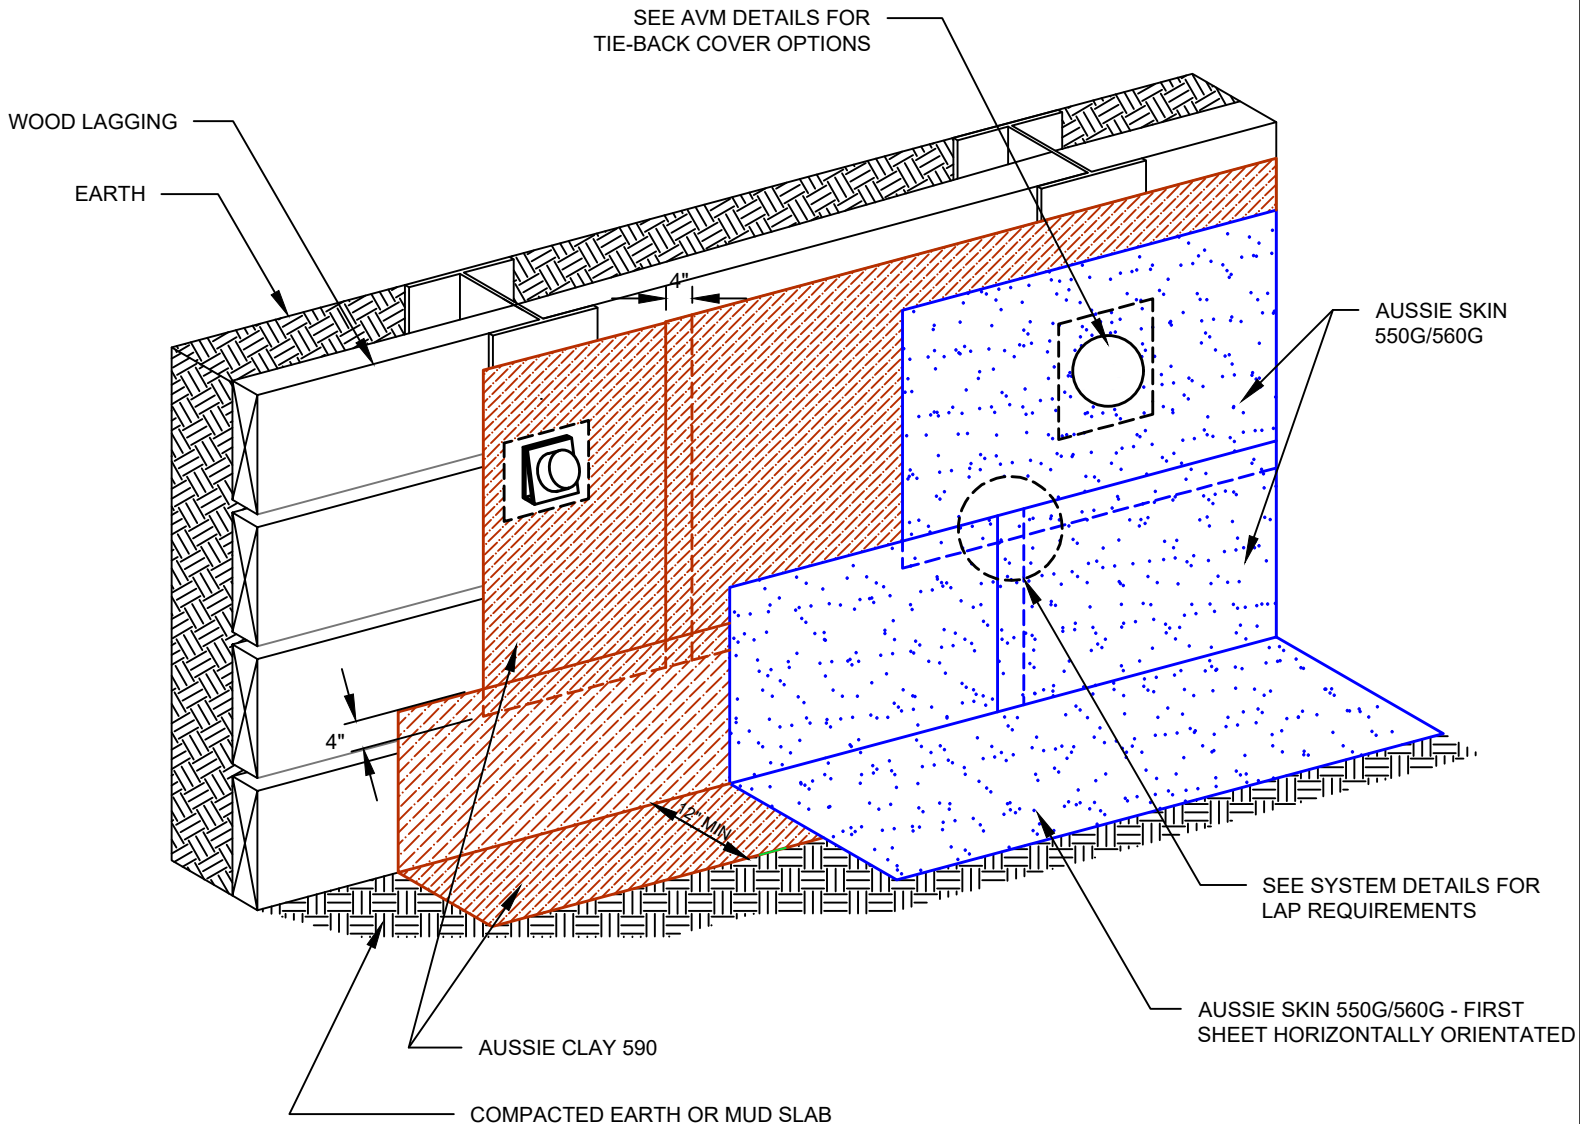 SEE AVM DETAILS FOR
TIE-BACK COVER OPTIONS
WOOD LAGGING
EARTH
4"
AUSSIE SKIN
550G/560G
4"
12" MIN
SEE SYSTEM DETAILS FOR
LAP REQUIREMENTS
AUSSIE SKIN 550G/560G - FIRST
SHEET HORIZONTALLY ORIENTATED
AUSSIE CLAY 590
COMPACTED EARTH OR MUD SLAB